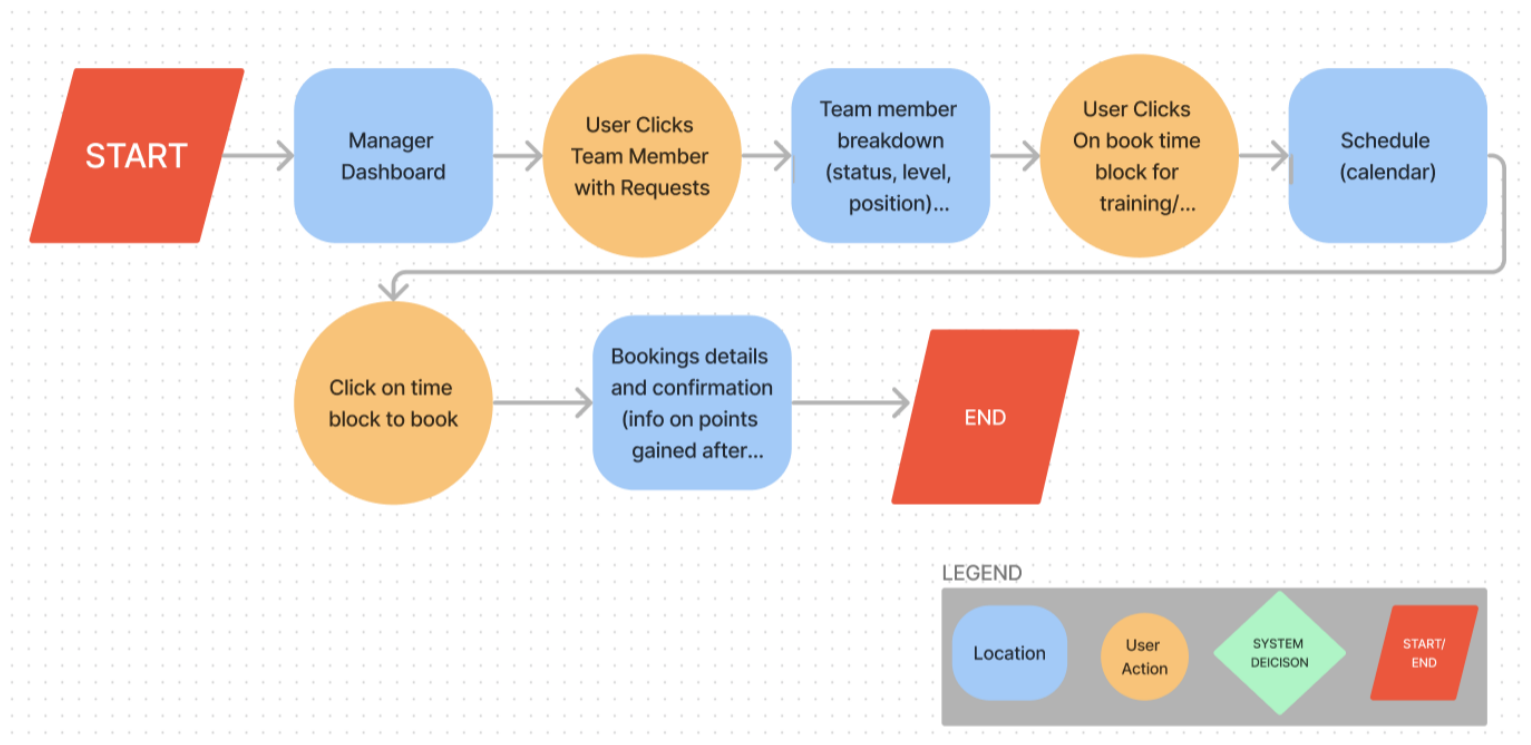 START
Manager
Dashboard
User Clicks
Team Member
with Requests
Team member
breakdown
(status, level,
position)...
User Clicks
On book time
block for
training/...
Schedule
(calendar)
Click on time
block to book
Bookings details
and confirmation
(info on points
gained after...
END
LEGEND
Location
User
Action
SYSTEM
DEICISON
START/
END